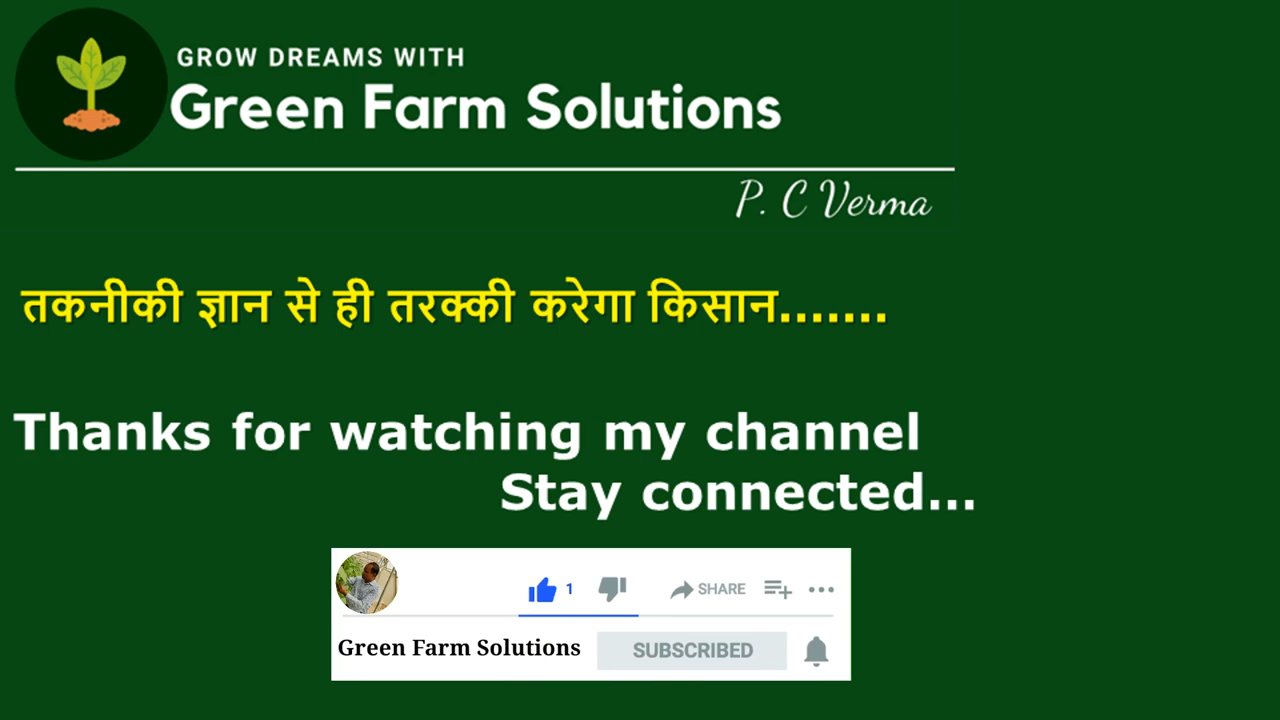 GROW DREAMS WITH
Green Farm Solutions
P. C Verma
तकनीकी ज्ञान से ही तरक्की करेगा किसान.......
Thanks for watching my channel
Stay connected...
1 SHARE
Green Farm Solutions SUBSCRIBED